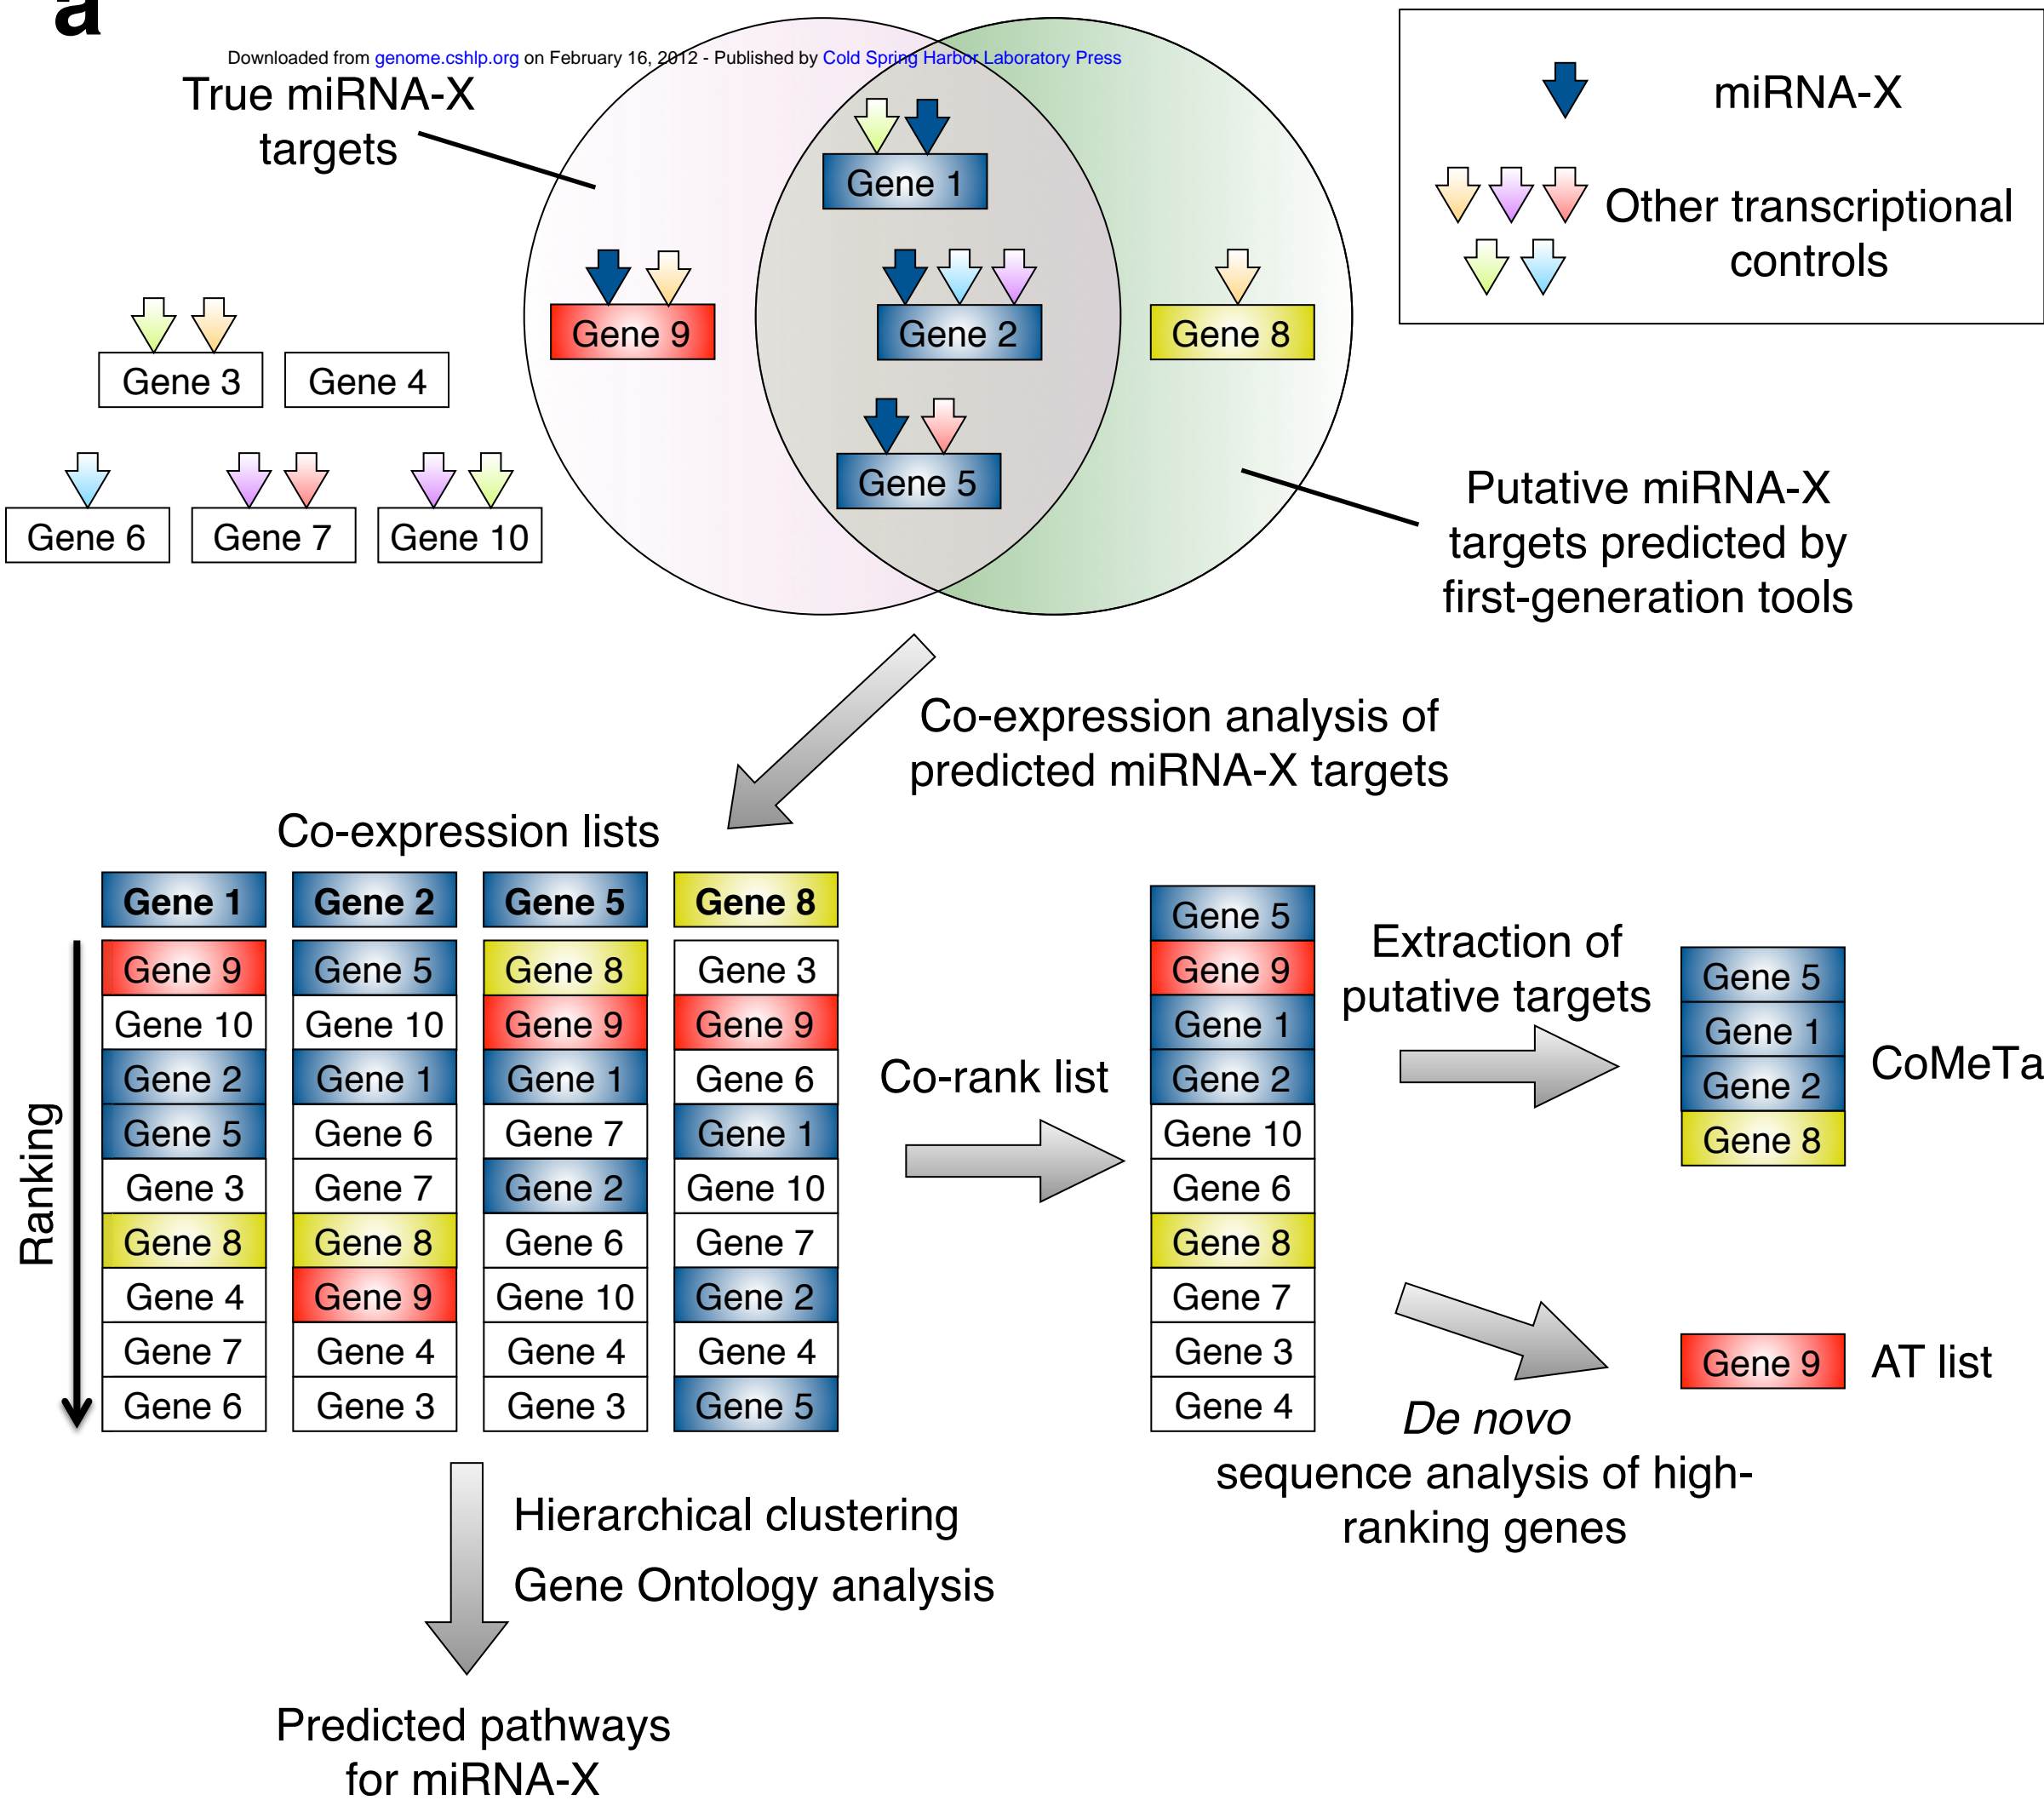 a
Downloaded from genome.cshlp.org on February 16, 2012 - Published by Cold Spring Harbor Laboratory Press
True miRNA-X
targets
miRNA-X
Other transcriptional
controls
Gene 1
Gene 9
Gene 2
Gene 8
Gene 3
Gene 4
Gene 5
Gene 6
Gene 7
Gene 10
Putative miRNA-X
targets predicted by
first-generation tools
Co-expression analysis of
predicted miRNA-X targets
Co-expression lists
Ranking
Gene 1
Gene 9
Gene 10
Gene 2
Gene 5
Gene 3
Gene 8
Gene 4
Gene 7
Gene 6
Gene 2
Gene 5
Gene 10
Gene 1
Gene 6
Gene 7
Gene 8
Gene 9
Gene 4
Gene 3
Gene 5
Gene 8
Gene 9
Gene 1
Gene 7
Gene 2
Gene 6
Gene 10
Gene 4
Gene 3
Gene 8
Gene 3
Gene 9
Gene 6
Gene 1
Gene 10
Gene 7
Gene 2
Gene 4
Gene 5
Co-rank list
Gene 5
Gene 9
Gene 1
Gene 2
Gene 10
Gene 6
Gene 8
Gene 7
Gene 3
Gene 4
Extraction of
putative targets
Gene 5
Gene 1
Gene 2
Gene 8
CoMeTa
Gene 9
AT list
De novo
sequence analysis of high-
ranking genes
Hierarchical clustering
Gene Ontology analysis
Predicted pathways
for miRNA-X